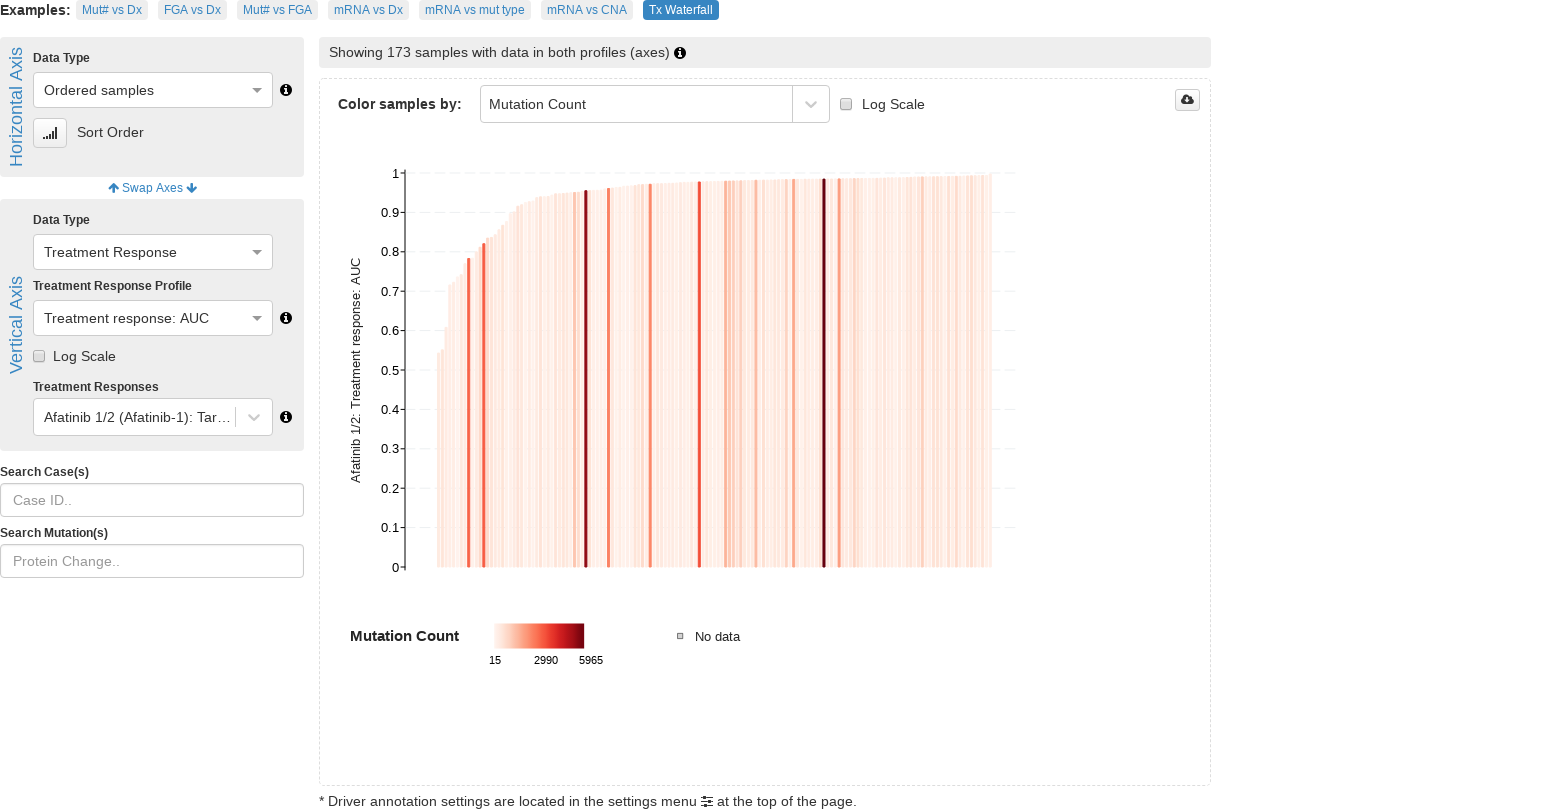 Examples: Mut# vs Dx FGA vs Dx Mut# vs FGA mRNA vs Dx mRNA vs mut type mRNA vs CNA Tx Waterfall
Horizontal Axis
Data Type
Ordered samples
Sort Order
Swap Axes
Vertical Axis
Data Type
Treatment Response
Treatment Response Profile
Treatment response: AUC
Log Scale
Treatment Responses
Afatinib 1/2 (Afatinib-1): Tar…
Search Case(s)
Case ID..
Search Mutation(s)
Protein Change..
Showing 173 samples with data in both profiles (axes)
Color samples by: Mutation Count Log Scale
Afatinib 1/2: Treatment response: AUC
1
0.9
0.8
0.7
0.6
0.5
0.4
0.3
0.2
0.1
0
Mutation Count
15 2990 5965
No data
* Driver annotation settings are located in the settings menu at the top of the page.